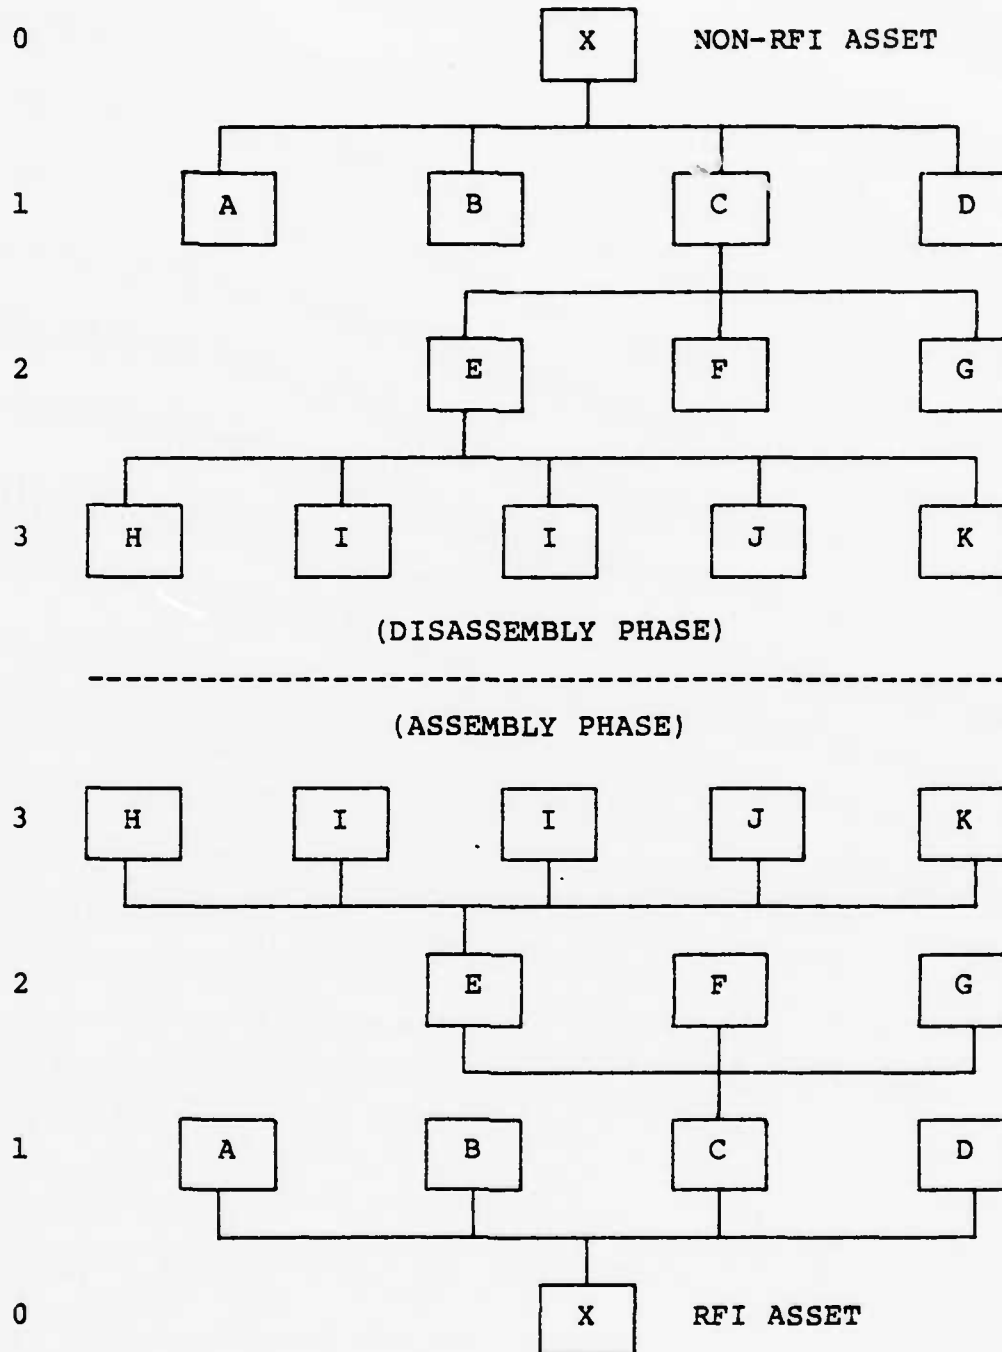 0 X NON-RFI ASSET
1 A B C D
2 E F G
3 H I I J K
(DISASSEMBLY PHASE)
(ASSEMBLY PHASE)
3 H I I J K
2 E F G
1 A B C D
0 X RFI ASSET